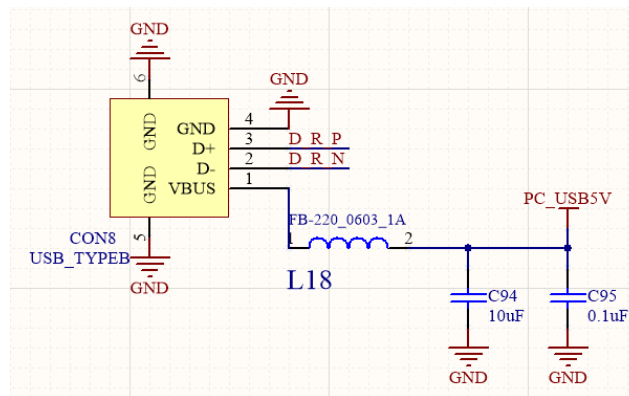 GND
6
GND
GND
4
GND
D+
3
D R P
D-
2
D R N
GND
VBUS
1
PC_USB5V
FB-220_0603_1A
CON8
5
1
2
USB_TYPEB
GND
L18
C94
10uF
C95
0.1uF
GND
GND